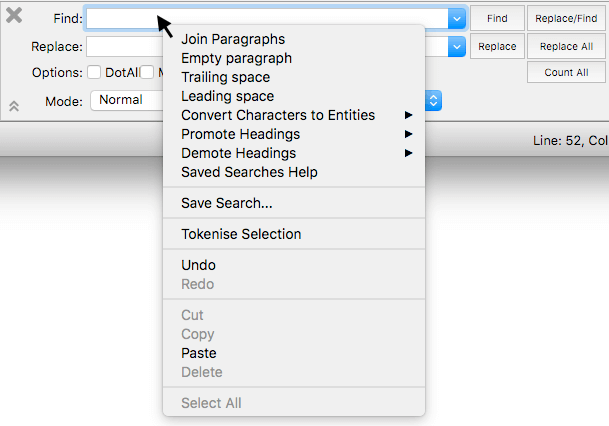 Find:
Find
Replace/Find
Replace:
Replace
Replace All
Options:
DotAll
Count All
Mode:
Normal
Line: 52, Col
Join Paragraphs
Empty paragraph
Trailing space
Leading space
Convert Characters to Entities
Promote Headings
Demote Headings
Saved Searches Help
Save Search...
Tokenise Selection
Undo
Redo
Cut
Copy
Paste
Delete
Select All